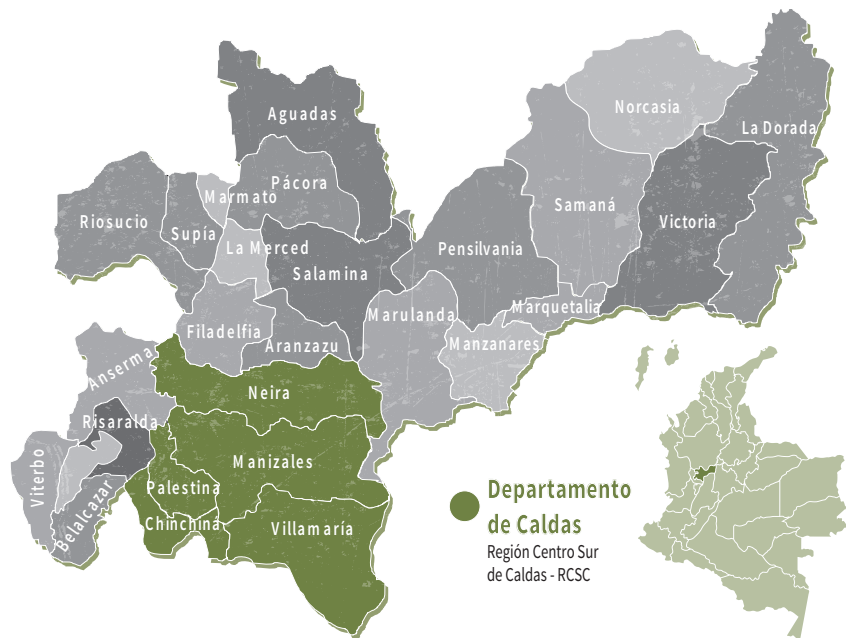 Norcasia
Aguadas
La Dorada
Pácora
Marmato
Samaná
Riosucio
Supía
Victoria
La Merced
Pensilvania
Salamina
Marquetalia
Marulanda
Filadelfia
Aranzazu
Manzanares
Anserma
Neira
Risaralda
Manizales
Viterbo
Palestina
Belalcazar
Chinchiná
Villamaría
Departamento
de Caldas
Región Centro Sur
de Caldas - RCSC